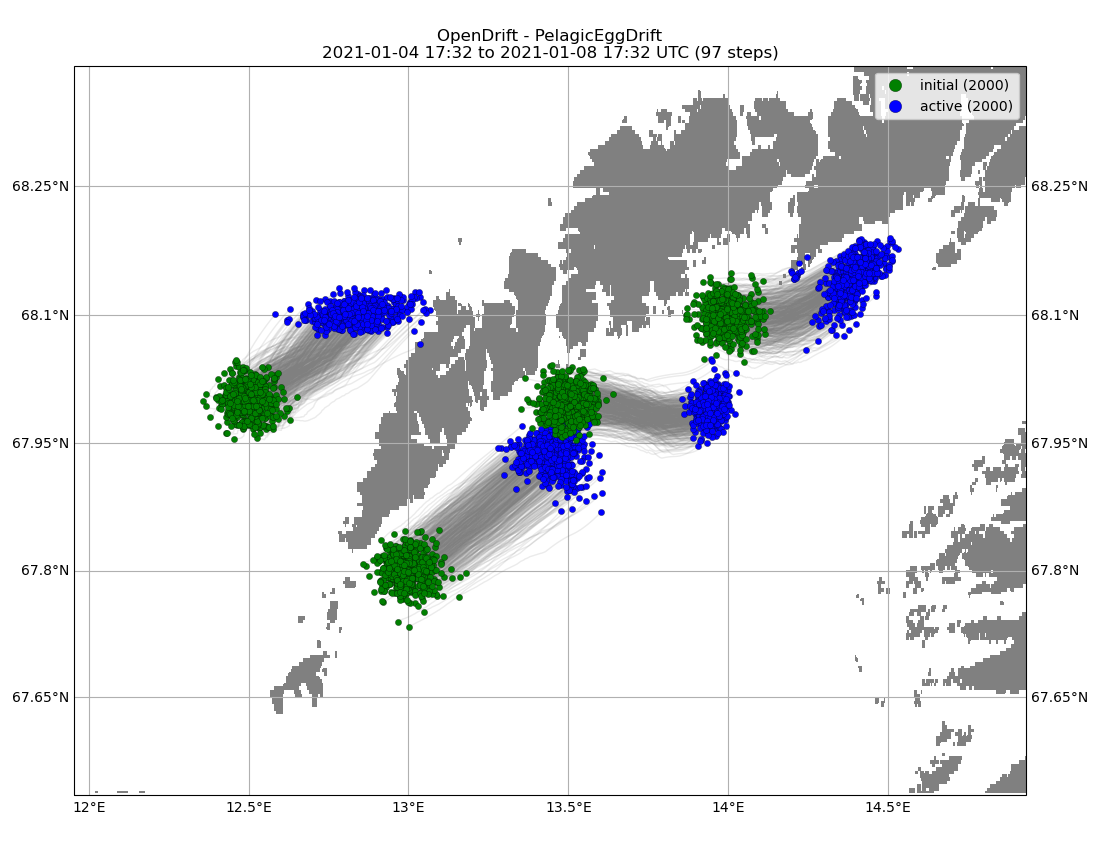 OpenDrift - PelagicEggDrift
2021-01-04 17:32 to 2021-01-08 17:32 UTC (97 steps)
initial (2000)
active (2000)
68.25°N
68.25°N
68.1°N
68.1°N
67.95°N
67.95°N
67.8°N
67.8°N
67.65°N
67.65°N
12°E
12.5°E
13°E
13.5°E
14°E
14.5°E